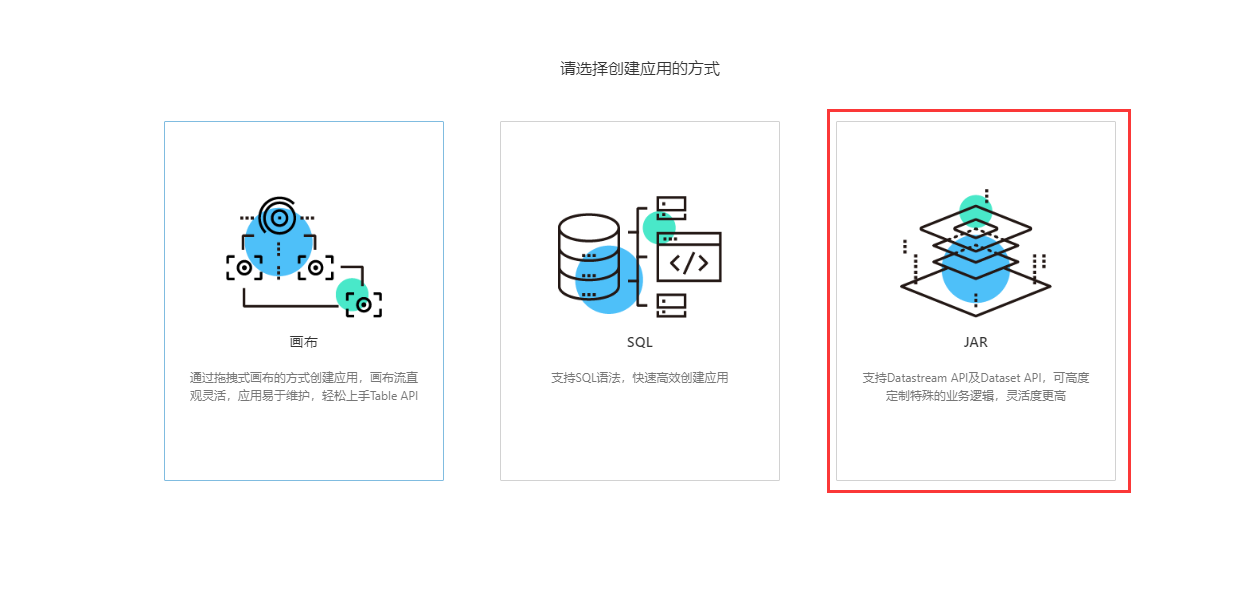 请选择创建应用的方式
画布
通过拖拽式画布的方式创建应用，画布流直
观灵活，应用易于维护，轻松上手Table API
SQL
支持SQL语法，快速高效创建应用
JAR
支持Datastream API及Dataset API，可高度
定制特殊的业务逻辑，灵活度更高